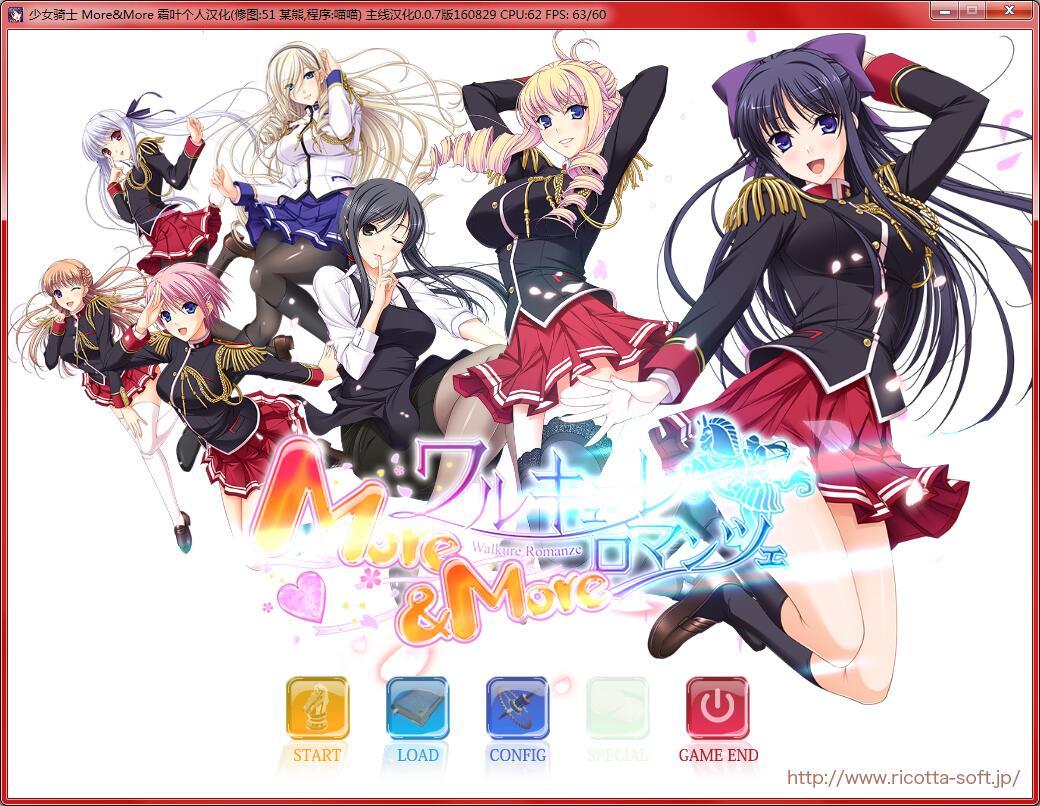 少女骑士 More&More 霜叶个人汉化(修图:51 某熊,程序:喵喵) 主线汉化0.0.7版160829 CPU:62 FPS: 63/60
ワルキューレ
More
Walkure Romanze
ロマンツェ
&More
START
LOAD
CONFIG
SPECIAL
GAME END
http://www.ricotta-soft.jp/